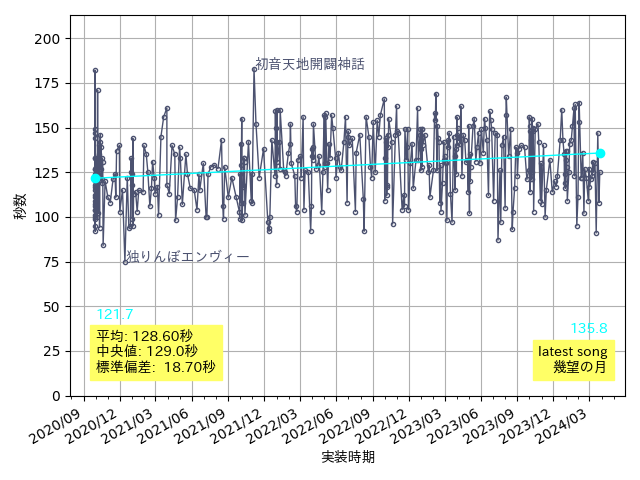 200
175
150
125
100
75
50
25
0
秒数
初音天地開闢神話
独りんぼエンヴィー
121.7
135.8
平均: 128.60秒
中央値: 129.0秒
標準偏差: 18.70秒
latest song
幾望の月
2020/09
2020/12
2021/03
2021/06
2021/09
2021/12
2022/03
2022/06
2022/09
2022/12
2023/03
2023/06
2023/09
2023/12
2024/03
実装時期